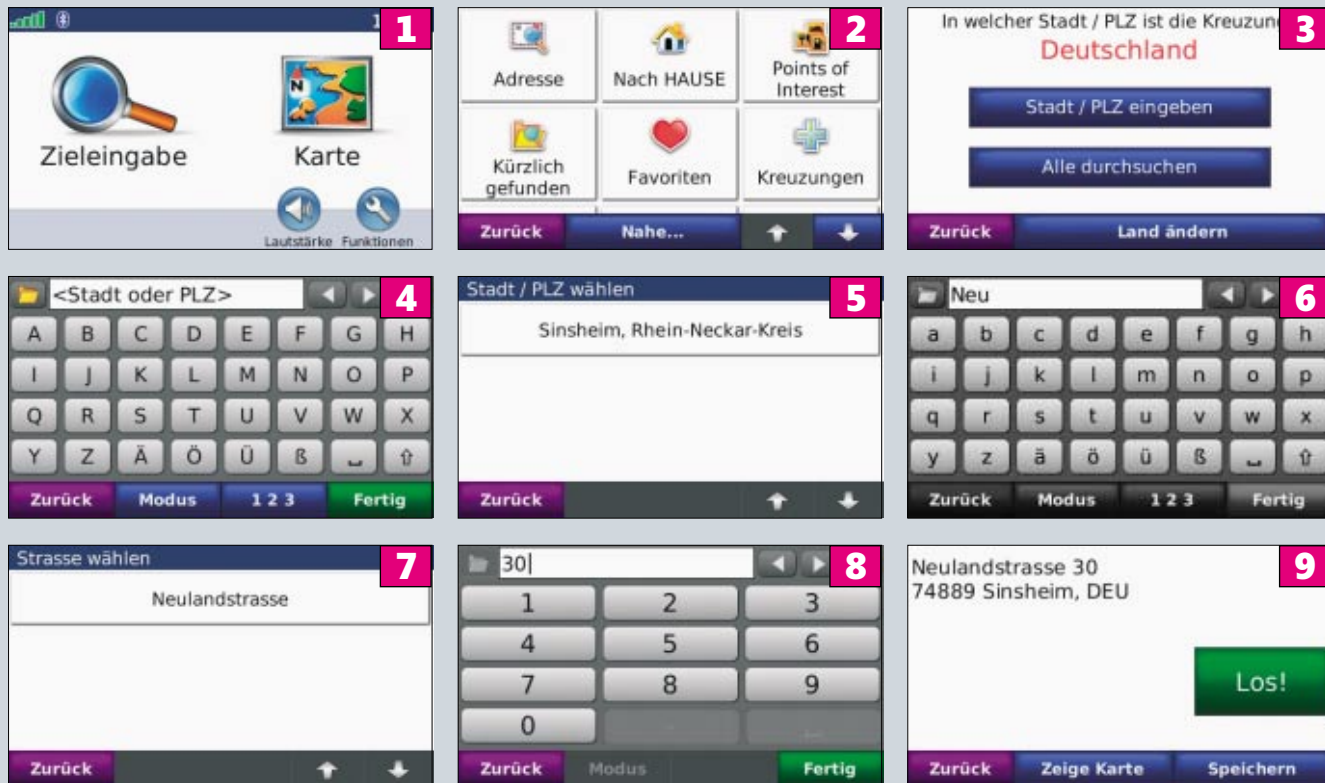 1
1
Zieleingabe
Karte
Lautstärke Funktionen
2
Adresse
Nach HAUSE
Points of
Interest
Kürzlich
gefunden
Favoriten
Kreuzungen
Zurück Nahe...
3
In welcher Stadt / PLZ ist die Kreuzun
Deutschland
Stadt / PLZ eingeben
Alle durchsuchen
Zurück Land ändern
4
<Stadt oder PLZ>
A B C D E F G H
I J K L M N O P
Q R S T U V W X
Y Z Ä Ö Ü ß
Zurück Modus 1 2 3 Fertig
5
Stadt / PLZ wählen
Sinsheim, Rhein-Neckar-Kreis
Zurück
6
Neu
a b c d e f g h
i j k l m n o p
q r s t u v w x
y z ä ö ü ß
Zurück Modus 1 2 3 Fertig
7
Strasse wählen
Neulandstrasse
Zurück
8
30
1 2 3
4 5 6
7 8 9
0
Zurück Modus Fertig
9
Neulandstrasse 30
74889 Sinsheim, DEU
Los!
Zurück Zeige Karte Speichern